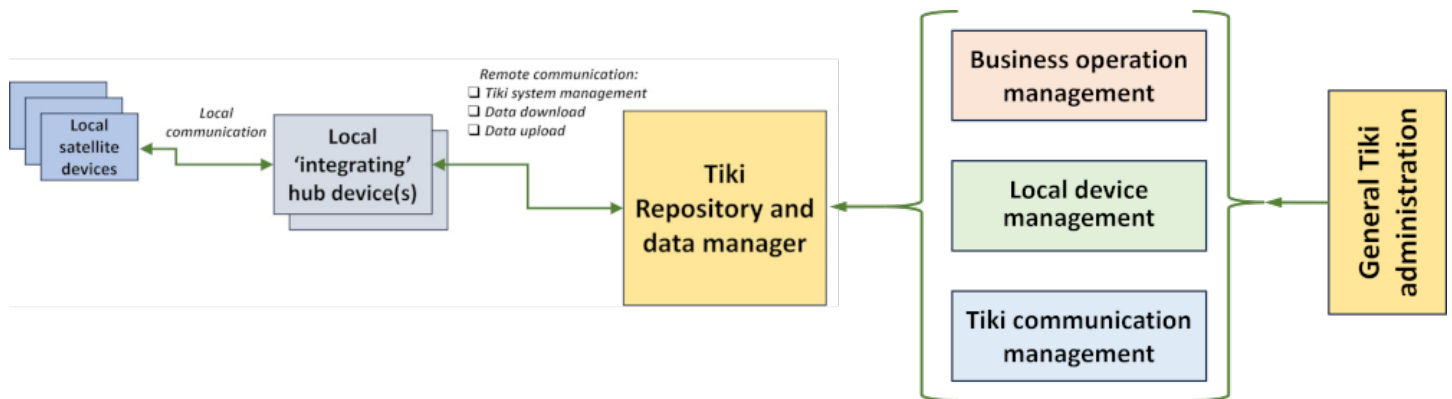 Local
satellite
devices
Local
communication
Local
‘integrating’
hub device(s)
Remote communication:
❑ Tiki system management
❑ Data download
❑ Data upload
Tiki
Repository and
data manager
Business operation
management
Local device
management
Tiki communication
management
General Tiki
administration